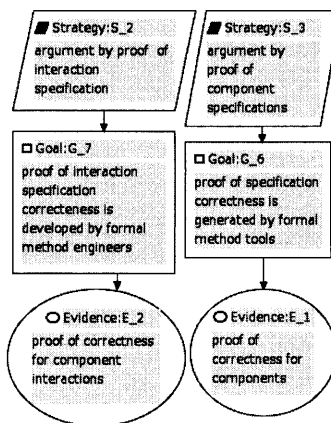 Strategy:S_2
argument by proof of
interaction
specification
Strategy:S_3
argument by
proof of
component
specifications
Goal:G_7
proof of interaction
specification
correcteness is
developed by formal
method engineers
Goal:G_6
proof of specification
correctness is
generated by formal
method tools
Evidence:E_2
proof of correctness
for component
interactions
Evidence:E_1
proof of
correctness for
components